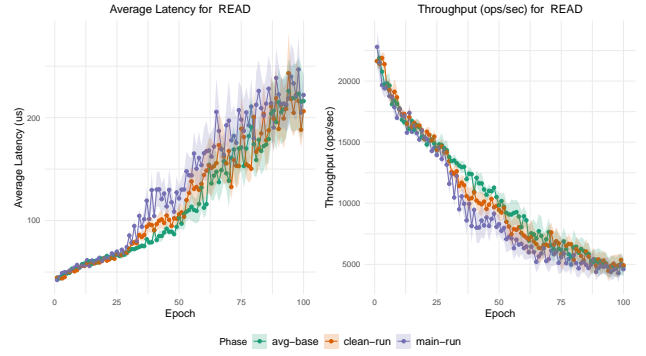 Average Latency for READ
Average Latency (us)
200
100
0
25
50
75
100
Epoch
Throughput (ops/sec) for READ
Throughput (ops/sec)
20000
15000
10000
5000
0
25
50
75
100
Epoch
Phase avg−base clean−run main−run